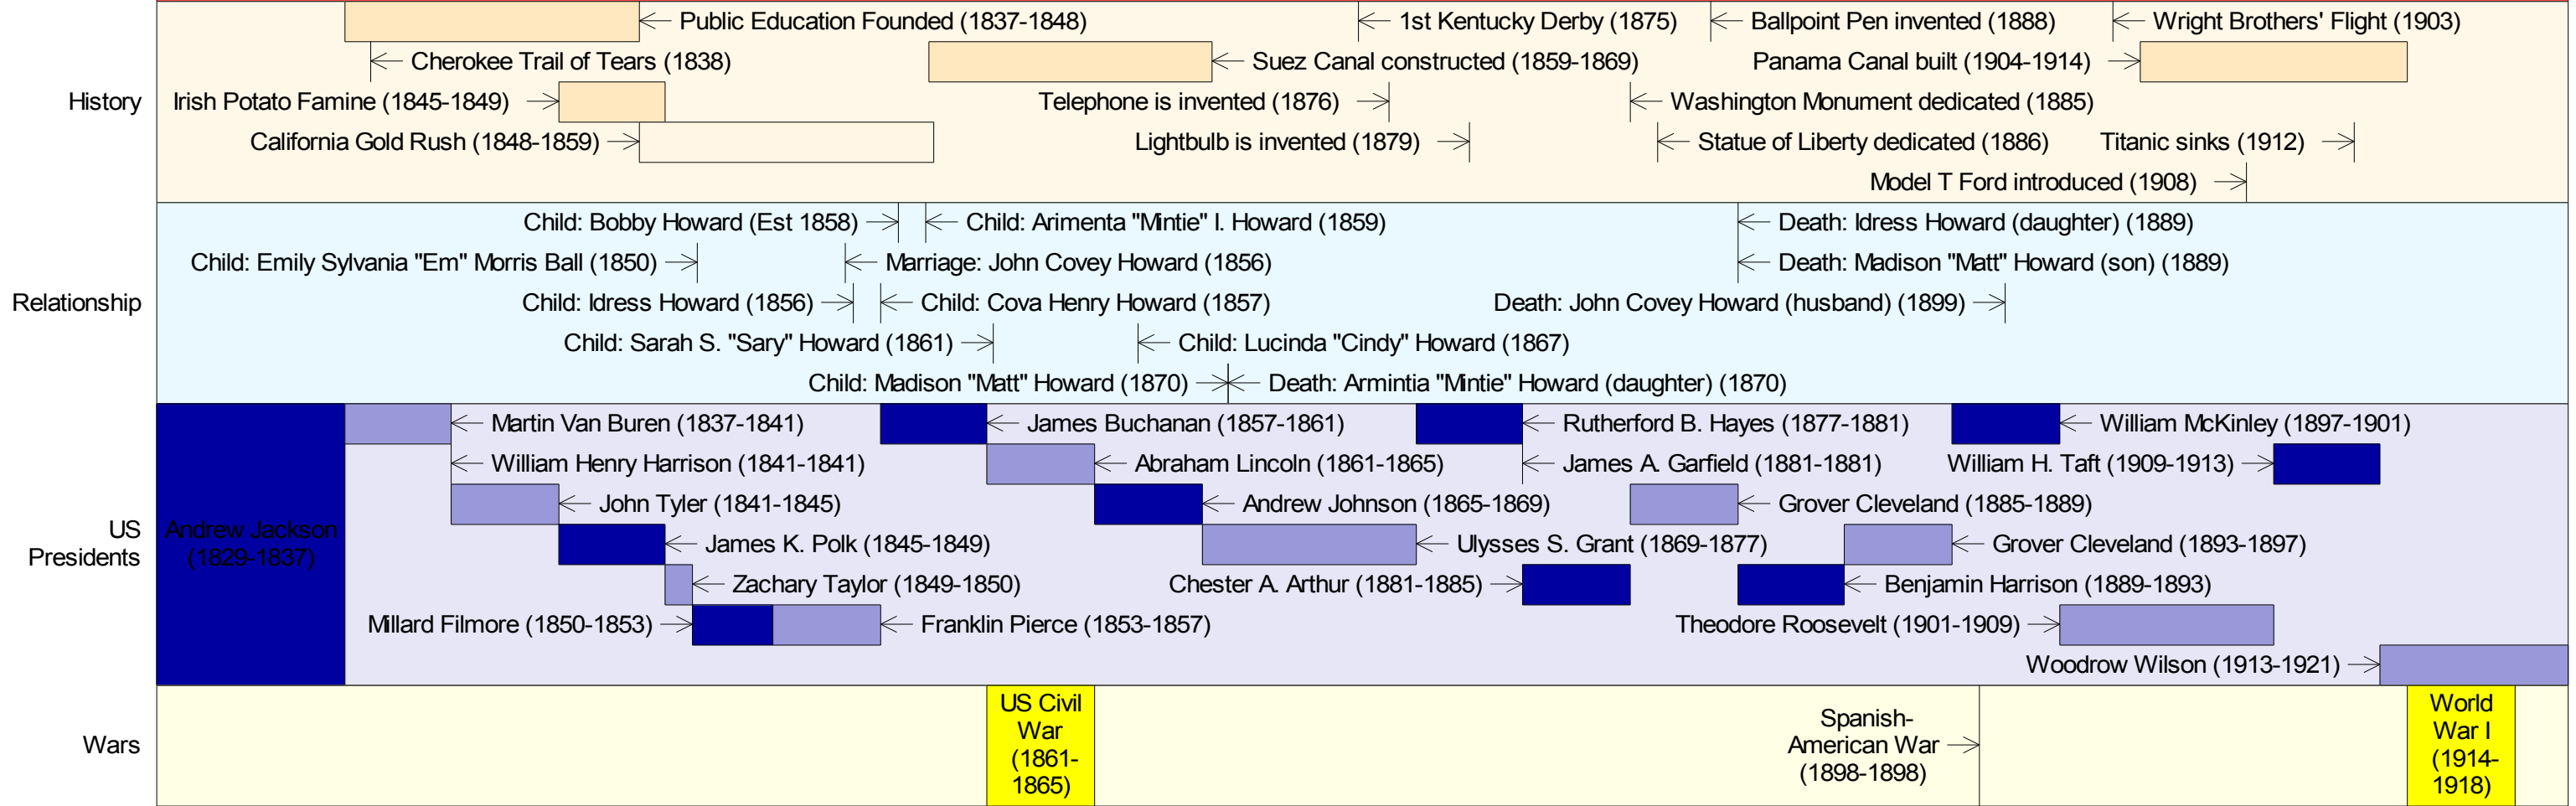 Public Education Founded (1837-1848)
1st Kentucky Derby (1875)
Ballpoint Pen invented (1888)
Wright Brothers' Flight (1903)
Cherokee Trail of Tears (1838)
Suez Canal constructed (1859-1869)
Panama Canal built (1904-1914)
History
Irish Potato Famine (1845-1849)
Telephone is invented (1876)
Washington Monument dedicated (1885)
California Gold Rush (1848-1859)
Lightbulb is invented (1879)
Statue of Liberty dedicated (1886)
Titanic sinks (1912)
Model T Ford introduced (1908)
Child: Bobby Howard (Est 1858)
Child: Arimenta "Mintie" I. Howard (1859)
Death: Idress Howard (daughter) (1889)
Child: Emily Sylvania "Em" Morris Ball (1850)
Marriage: John Covey Howard (1856)
Death: Madison "Matt" Howard (son) (1889)
Relationship
Child: Idress Howard (1856)
Child: Cova Henry Howard (1857)
Death: John Covey Howard (husband) (1899)
Child: Sarah S. "Sary" Howard (1861)
Child: Lucinda "Cindy" Howard (1867)
Child: Madison "Matt" Howard (1870)
Death: Armintia "Mintie" Howard (daughter) (1870)
Martin Van Buren (1837-1841)
James Buchanan (1857-1861)
Rutherford B. Hayes (1877-1881)
William McKinley (1897-1901)
William Henry Harrison (1841-1841)
Abraham Lincoln (1861-1865)
James A. Garfield (1881-1881)
William H. Taft (1909-1913)
John Tyler (1841-1845)
Andrew Johnson (1865-1869)
Grover Cleveland (1885-1889)
US
Presidents
Andrew Jackson
(1829-1837)
James K. Polk (1845-1849)
Ulysses S. Grant (1869-1877)
Grover Cleveland (1893-1897)
Zachary Taylor (1849-1850)
Chester A. Arthur (1881-1885)
Benjamin Harrison (1889-1893)
Millard Filmore (1850-1853)
Franklin Pierce (1853-1857)
Theodore Roosevelt (1901-1909)
Woodrow Wilson (1913-1921)
Wars
US Civil
War
(1861-
1865)
Spanish-
American War
(1898-1898)
World
War I
(1914-
1918)